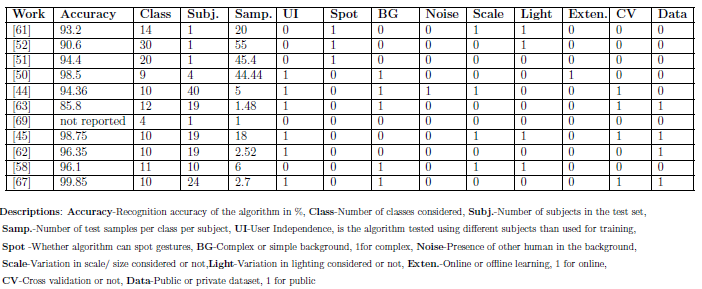 Work Accuracy Class Subj. Samp. UI Spot BG Noise Scale Light Exten. CV Data
[61] 93.2 14 1 20 0 1 0 0 1 1 0 0 0
[52] 90.6 30 1 55 0 1 0 0 0 1 0 0 0
[51] 94.4 20 1 45.4 0 1 0 0 0 0 0 0 0
[50] 98.5 9 4 44.44 1 0 1 0 0 0 1 0 0
[44] 94.36 10 40 5 1 0 1 1 1 0 0 1 0
[63] 85.8 12 19 1.48 1 0 1 0 0 0 0 1 1
[69] not reported 4 1 1 0 0 0 0 0 0 0 0 0
[45] 98.75 10 19 18 1 0 0 0 1 1 0 1 1
[62] 96.35 10 19 2.52 1 0 0 0 0 0 0 0 1
[58] 96.1 11 10 6 0 0 1 0 1 1 0 0 0
[67] 99.85 10 24 2.7 1 0 1 0 0 0 0 1 1
Descriptions: Accuracy-Recognition accuracy of the algorithm in %, Class-Number of classes considered, Subj.-Number of subjects in the test set,
Samp.-Number of test samples per class per subject, UI-User Independence, is the algorithm tested using different subjects than used for training,
Spot -Whether algorithm can spot gestures, BG-Complex or simple background, 1for complex, Noise-Presence of other human in the background,
Scale-Variation in scale/ size considered or not,Light-Variation in lighting considered or not, Exten.-Online or offline learning, 1 for online,
CV-Cross validation or not, Data-Public or private dataset, 1 for public